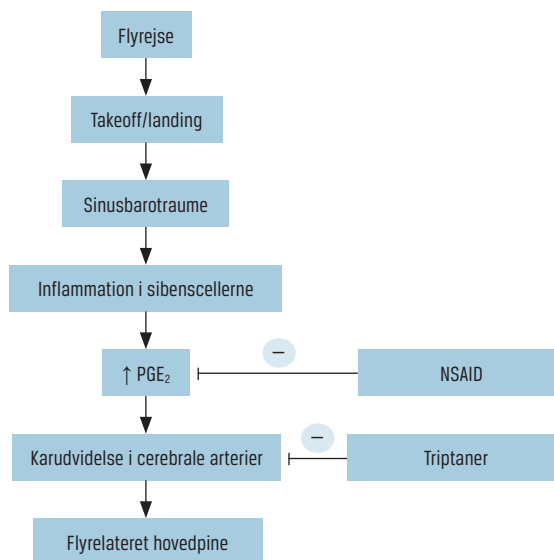 Flyrejse
Takeoff/landing
Sinusbarotraume
Inflammation i sibenscellerne
−
↑ PGE₂
NSAID
−
Karudvidelse i cerebrale arterier
Triptaner
Flyrelateret hovedpine